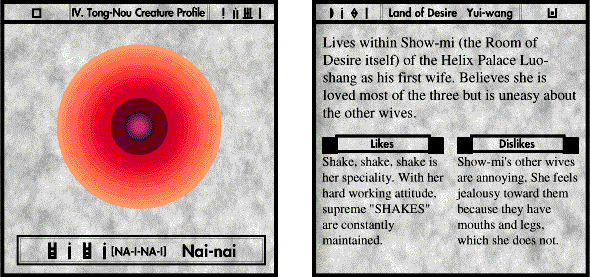 IV. Tong-Nou Creature Profile
[NA-I-NA-I] Nai-nai
Land of Desire Yui-wang
Lives within Show-mi (the Room of
Desire itself) of the Helix Palace Luo-
shang as his first wife. Believes she is
loved most of the three but is uneasy about
the other wives.
Likes
Shake, shake, shake is
her speciality. With her
hard working attitude,
supreme "SHAKES"
are constantly
maintained.
Dislikes
Show-mi's other wives
are annoying. She feels
jealousy toward them
because they have
mouths and legs,
which she does not.